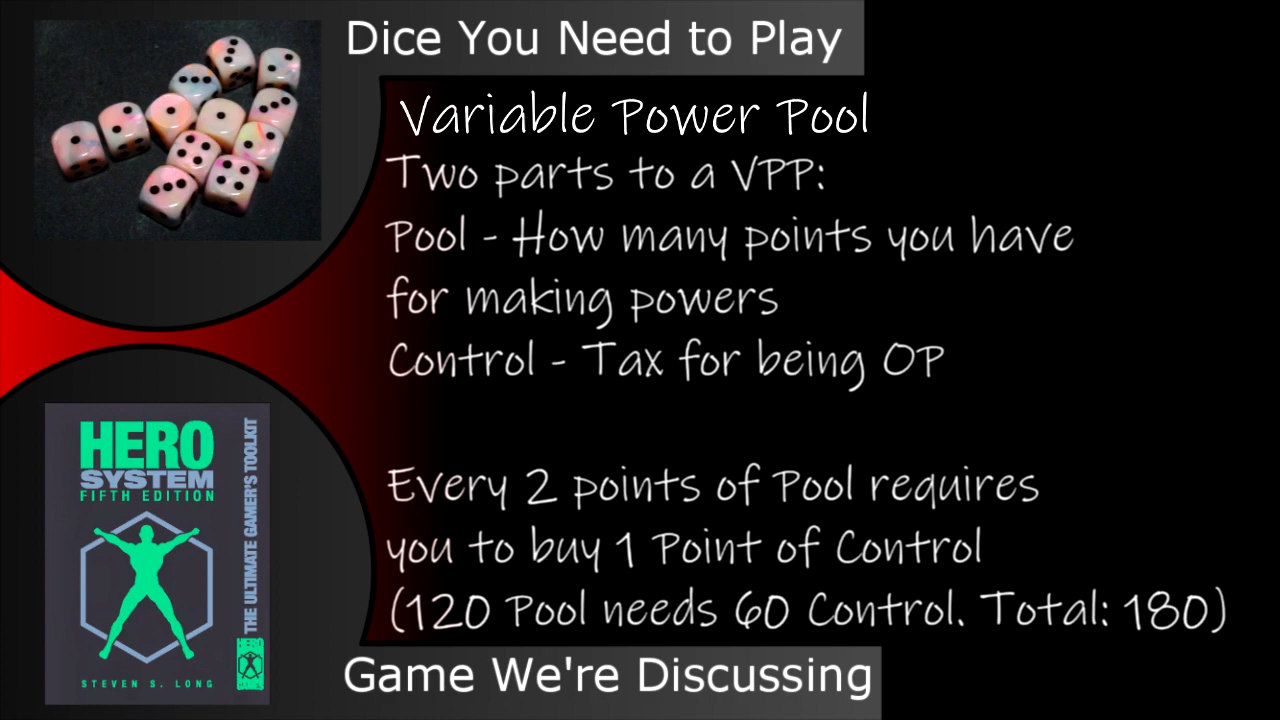 Dice You Need to Play
Variable Power Pool
Two parts to a VPP:
Pool - How many points you have
for making powers
Control - Tax for being OP
Every 2 points of Pool requires
you to buy 1 Point of Control
(120 Pool needs 60 Control. Total: 180)
HERO
SYSTEM
FIFTH EDITION
THE ULTIMATE GAMER'S TOOLKIT
STEVEN S. LONG
HERO
Game We're Discussing